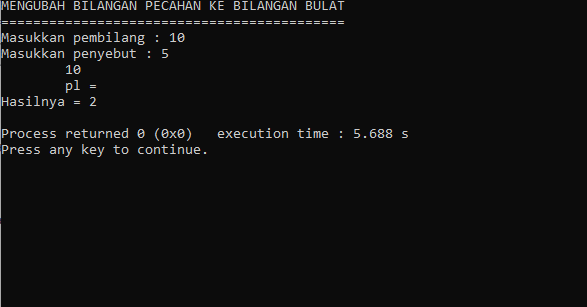 MENGUBAH BILANGAN PECAHAN KE BILANGAN BULAT
===========================================
Masukkan pembilang : 10
Masukkan penyebut : 5
10
pl =
Hasilnya = 2
Process returned 0 (0x0)   execution time : 5.688 s
Press any key to continue.